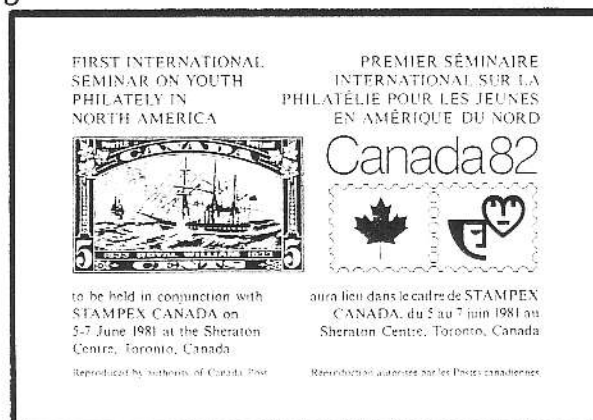 FIRST INTERNATIONAL
SEMINAR ON YOUTH
PHILATELY IN
NORTH AMERICA
CANADA
5 5
1833 ROYAL WILLIAM 1933
CENTS
to be held in conjunction with
STAMPEX CANADA on
5-7 June 1981 at the Sheraton
Centre, Toronto, Canada
Reproduced by authority of Canada Post
PREMIER SÉMINAIRE
INTERNATIONAL SUR LA
PHILATÉLIE POUR LES JEUNES
EN AMÉRIQUE DU NORD
Canada82
aura lieu dans le cadre de STAMPEX
CANADA, du 5 au 7 juin 1981 au
Sheraton Centre, Toronto, Canada
Reproduction autorisée par les Postes canadiennes